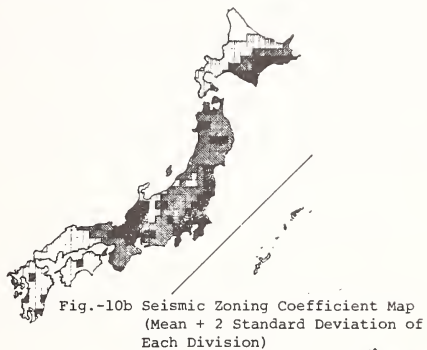 Fig.-10b Seismic Zoning Coefficient Map
(Mean + 2 Standard Deviation of
Each Division)